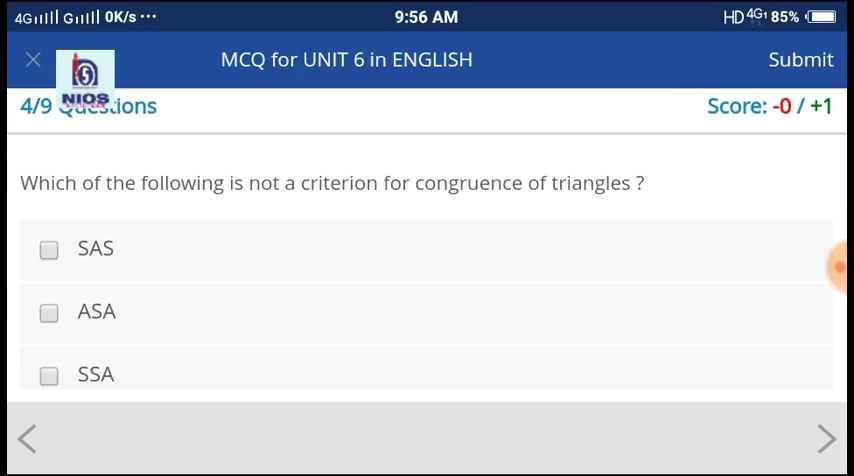 4G G 0K/s ··· 9:56 AM HD 4G 85%
MCQ for UNIT 6 in ENGLISH Submit
NIOS
4/9 Questions Score: -0 / +1
Which of the following is not a criterion for congruence of triangles ?
SAS
ASA
SSA